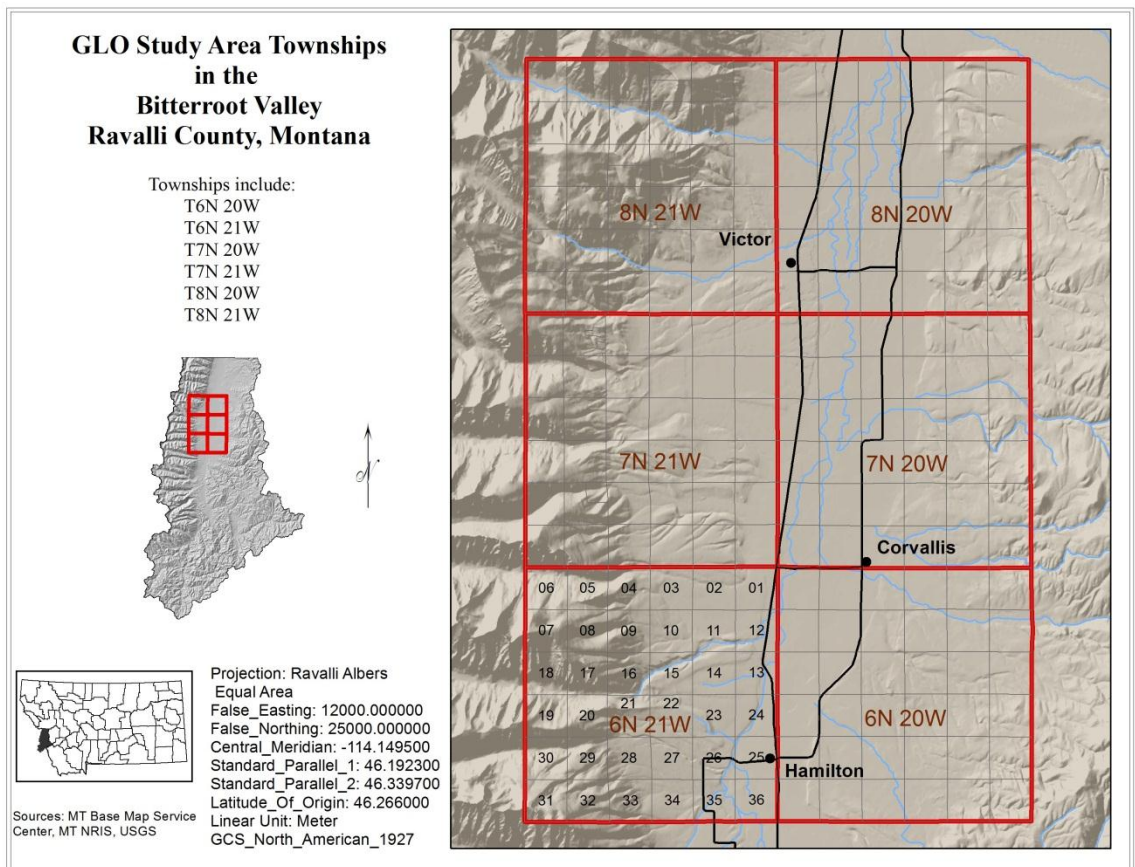 GLO Study Area Townships
in the
Bitterroot Valley
Ravalli County, Montana
Townships include:
T6N 20W
T6N 21W
T7N 20W
T7N 21W
T8N 20W
T8N 21W
N
Projection: Ravalli Albers
Equal Area
False_Easting: 12000.000000
False_Northing: 25000.000000
Central_Meridian: -114.149500
Standard_Parallel_1: 46.192300
Standard_Parallel_2: 46.339700
Latitude_Of_Origin: 46.266000
Linear Unit: Meter
GCS_North_American_1927
Sources: MT Base Map Service
Center, MT NRIS, USGS
8N 21W
8N 20W
Victor
7N 21W
7N 20W
Corvallis
06 05 04 03 02 01
07 08 09 10 11 12
18 17 16 15 14 13
19 20 21 22 23 24
6N 21W
6N 20W
30 29 28 27 26 25
Hamilton
31 32 33 34 35 36